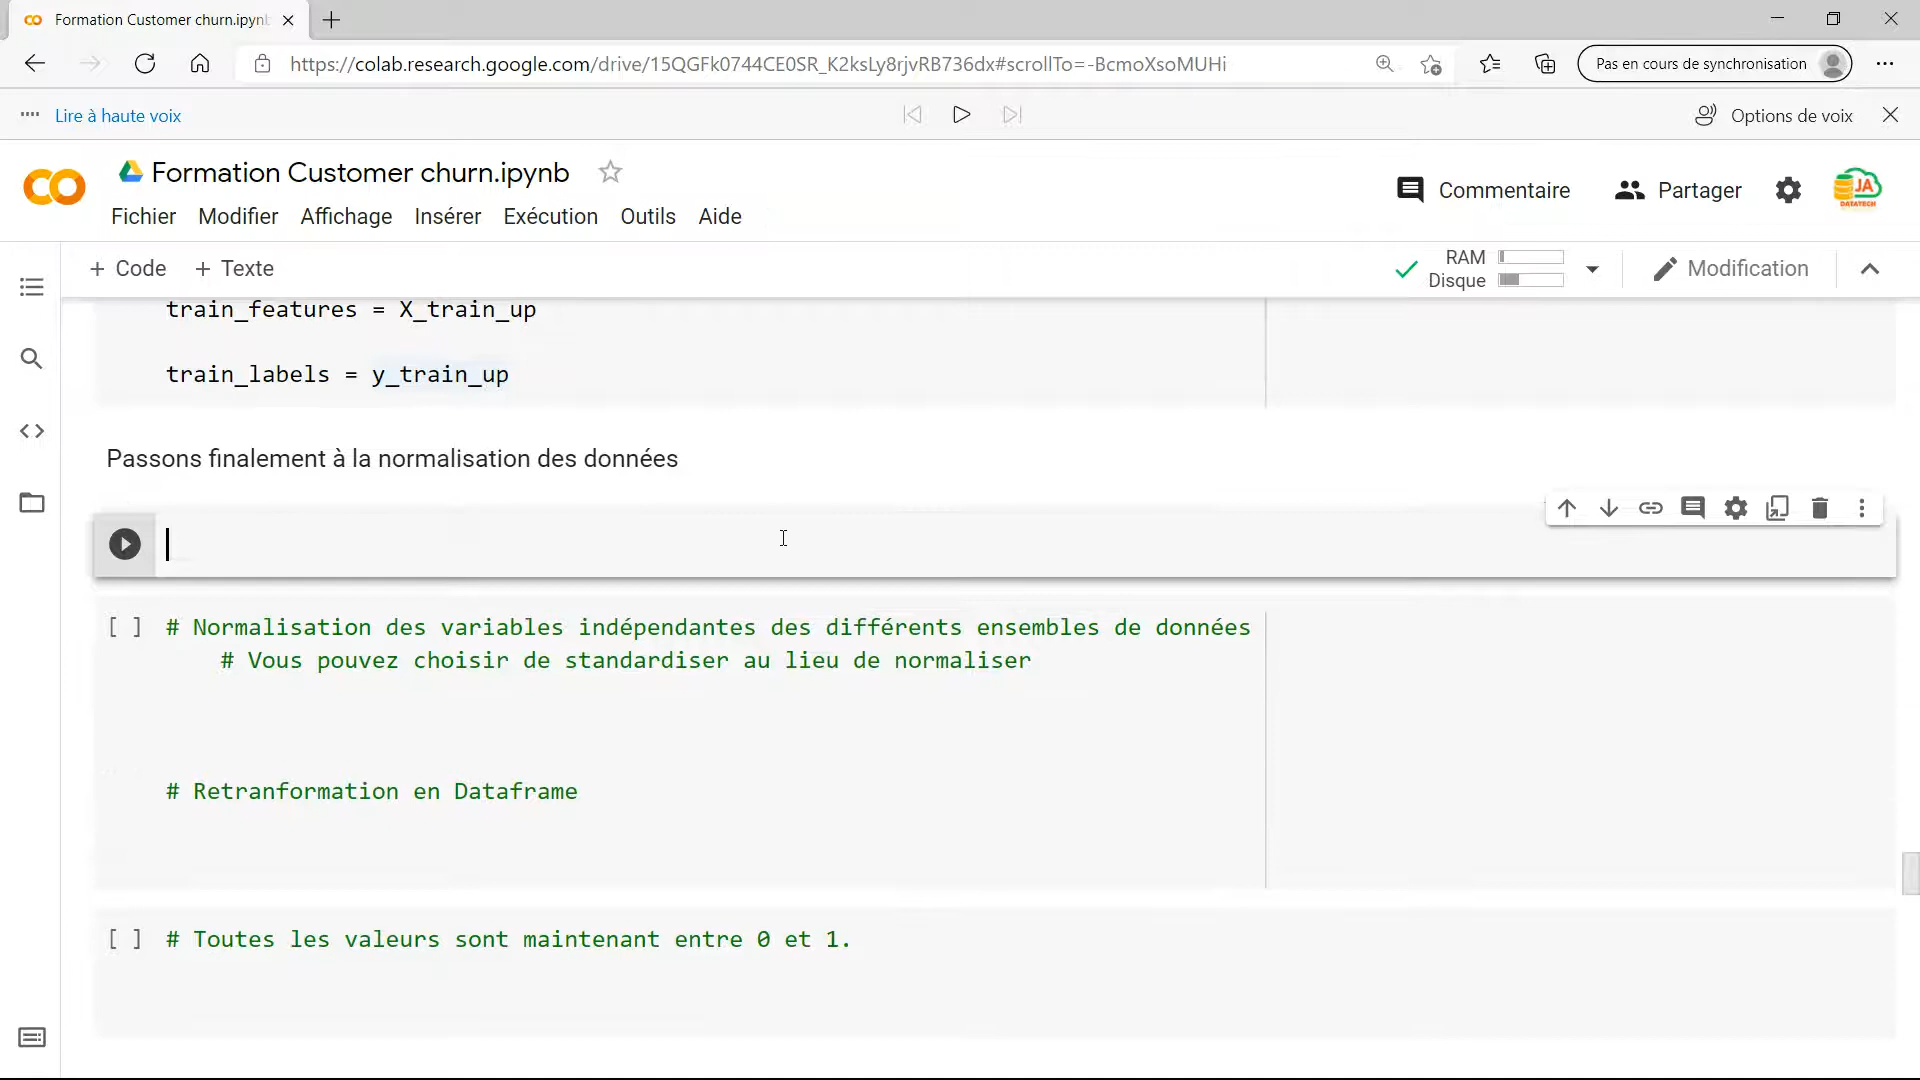 Formation Customer churn.ipynb
https://colab.research.google.com/drive/15QGFk0744CE0SR_K2ksLy8rjvRB736dx#scrollTo=-BcmoXsoMUHi
Pas en cours de synchronisation
Lire à haute voix
Options de voix
Formation Customer churn.ipynb
Commentaire
Partager
JA
DATATECH
Fichier Modifier Affichage Insérer Exécution Outils Aide
+ Code + Texte
RAM
Disque
Modification
train_features = X_train_up
train_labels = y_train_up
Passons finalement à la normalisation des données
[ ] # Normalisation des variables indépendantes des différents ensembles de données
# Vous pouvez choisir de standardiser au lieu de normaliser
# Retranformation en Dataframe
[ ] # Toutes les valeurs sont maintenant entre 0 et 1.